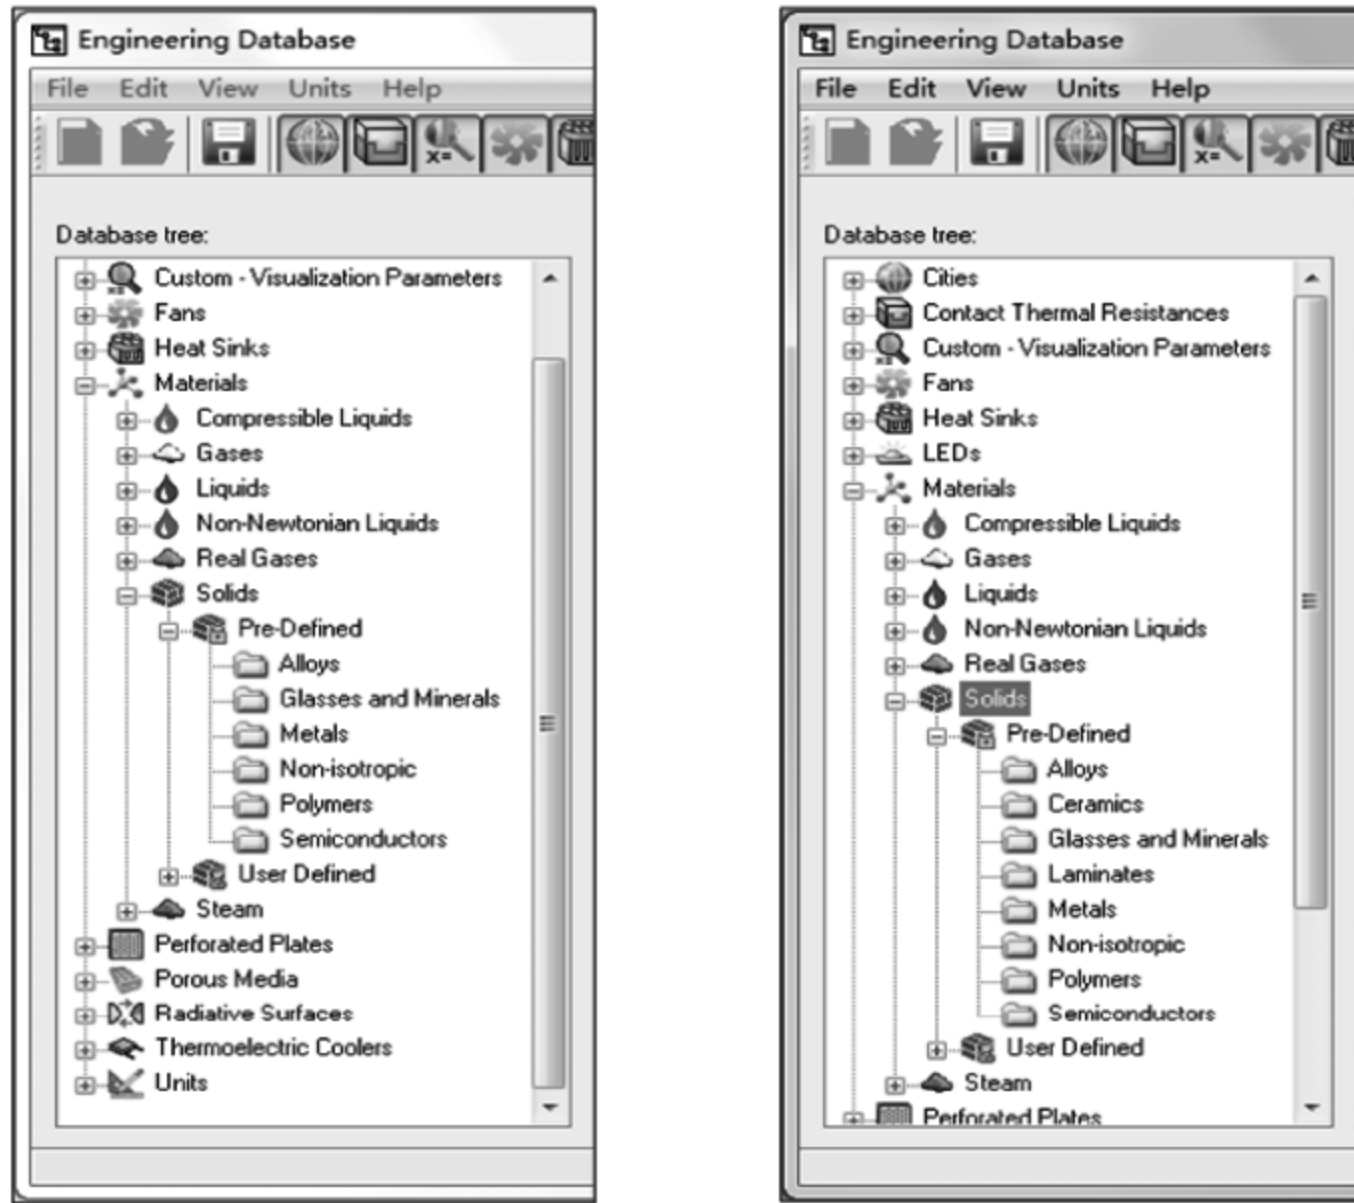 Engineering Database
File Edit View Units Help
x=
Database tree:
Custom - Visualization Parameters
Fans
Heat Sinks
Materials
Compressible Liquids
Gases
Liquids
Non-Newtonian Liquids
Real Gases
Solids
Pre-Defined
Alloys
Glasses and Minerals
Metals
Non-isotropic
Polymers
Semiconductors
User Defined
Steam
Perforated Plates
Porous Media
Radiative Surfaces
Thermoelectric Coolers
Units
Engineering Database
File Edit View Units Help
x=
Database tree:
Cities
Contact Thermal Resistances
Custom - Visualization Parameters
Fans
Heat Sinks
LEDs
Materials
Compressible Liquids
Gases
Liquids
Non-Newtonian Liquids
Real Gases
Solids
Pre-Defined
Alloys
Ceramics
Glasses and Minerals
Laminates
Metals
Non-isotropic
Polymers
Semiconductors
User Defined
Steam
Perforated Plates